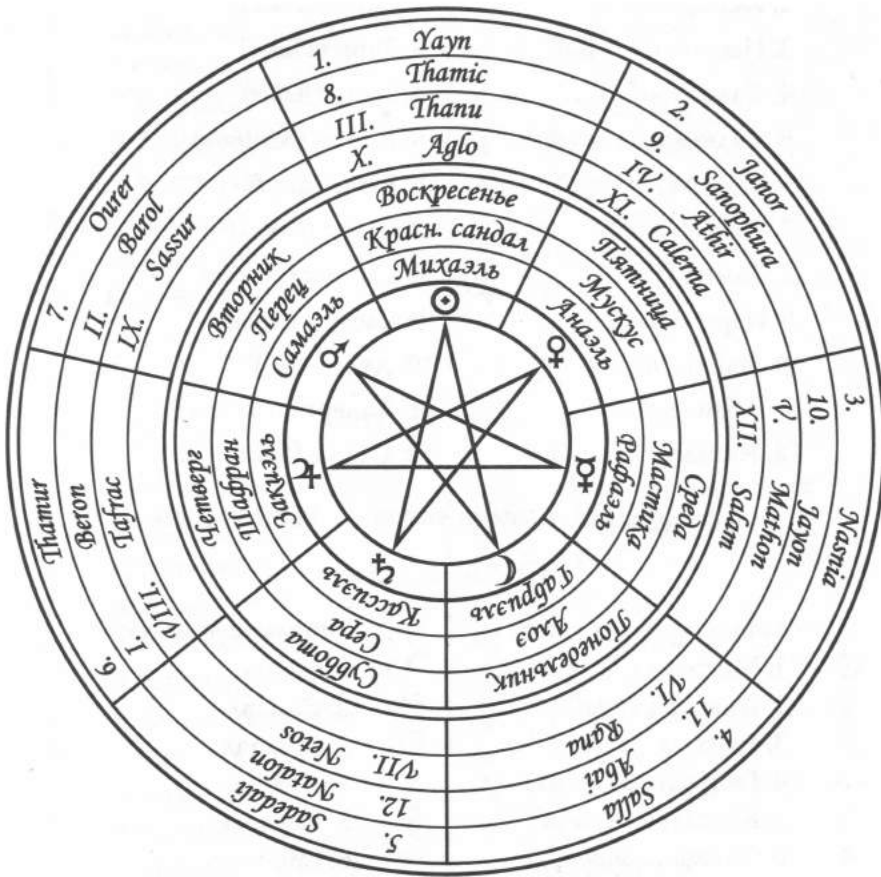 1. Yayn
8. Thamic
III. Thanu
X. Aglo
Воскресенье
Красн. сандал
Михаэль
2. Janor
9. Sanophura
IV. Athir
XI. Calerna
Пятница
Мускус
Анаэль
3. Nasnia
10. Jayon
V. Mathon
XII. Salam
Среда
Мастика
Рафаэль
4. Salla
11. Abai
VI. Rana
Понедельник
Алоэ
Габриэль
5. Sadedali
12. Natalon
VII. Netos
Суббота
Сера
Кассиэль
6. Thamur
I. Beron
VIII. Tafrac
Четверг
Шафран
Закиэль
7. Ourer
II. Barol
IX. Sassur
Вторник
Перец
Самаэль